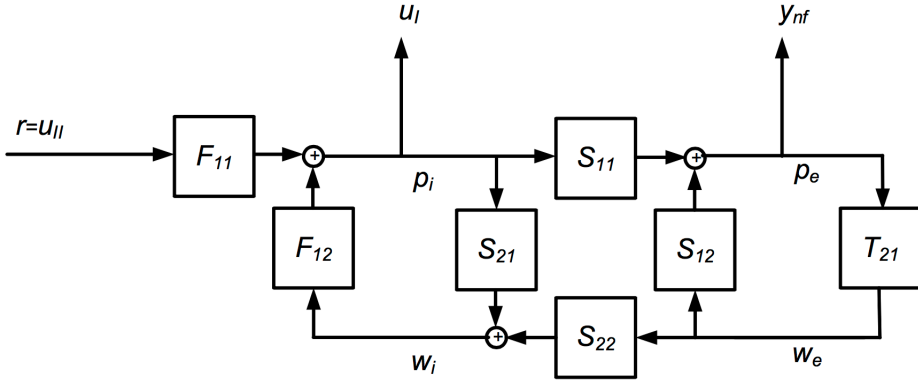 u_I
y_nf
r=u_II
F_11
+
S_11
+
p_i
p_e
F_12
S_21
S_12
T_21
+
S_22
w_i
w_e